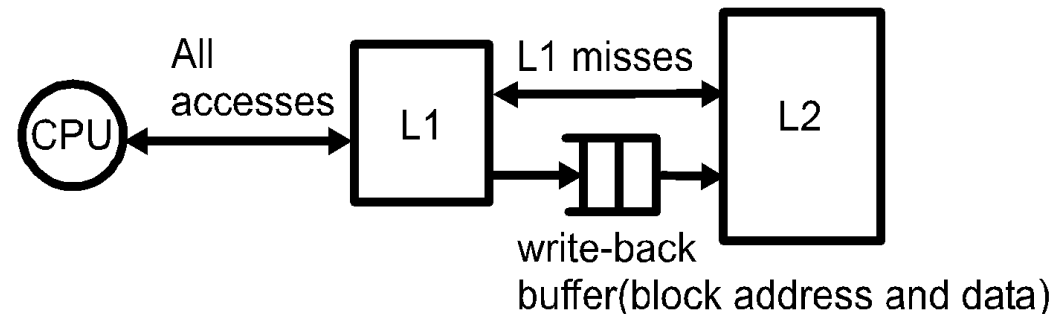 All
accesses
CPU
L1
L1 misses
L2
write-back
buffer(block address and data)